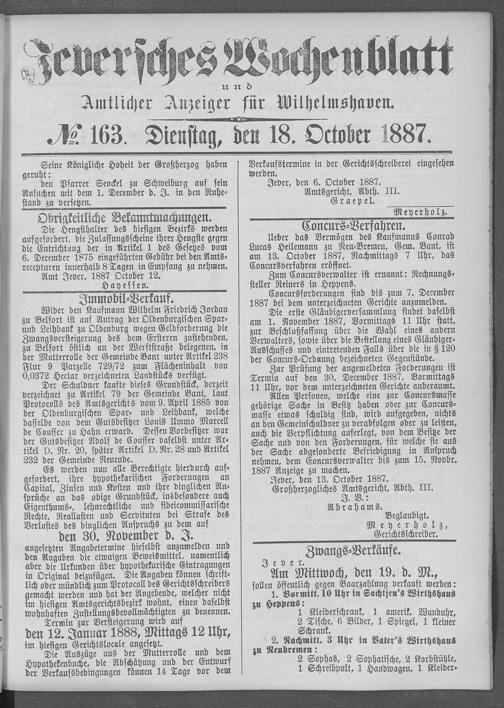 Jeversches Wochenblatt
und
Amtlicher Anzeiger für Wilhelmshaven.
№. 163. Dienstag, den 18. October 1887.
Seine Königliche Hoheit der Großherzog haben
geruht:
den Pfarrer Senckel zu Schweiburg auf sein
Ansuchen mit dem 1. December d. J. in den Ruhe-
stand zu versetzen.
Obrigkeitliche Bekanntmachungen.
Die Hengsthalter des hiesigen Bezirks werden
aufgefordert, die Zulassungsscheine ihrer Hengste gegen
die Entrichtung der in Artikel 1 des Gesetzes vom
6. December 1875 eingeführten Gebühr bei den Amts-
recepturen innerhalb 8 Tagen in Empfang zu nehmen.
Amt Jever, 1887 October 12.
Hayessen.
Immobil-Verkauf.
Wider den Kaufmann Wilhelm Friedrich Jordan
zu Belfort ist auf Antrag der Oldenburgischen Spar-
und Leihbank zu Oldenburg wegen Geldforderung die
Zwangsversteigerung des dem Ersteren zustehenden,
zu Belfort östlich an der Werftstraße belegenen, in
der Mutterrolle der Gemeinde Bant unter Artikel 238
Flur 9 Parzelle 729/72 zum Flächeninhalt von
0,0372 Hectar verzeichneten Landstückes verfügt.
Der Schuldner kaufte dieses Grundstück, derzeit
verzeichnet zu Artikel 79 der Gemeinde Bant, laut
Protocolls des Amtsgerichts vom 9. April 1885 von
der Oldenburgischen Spar- und Leihbank, welche
dasselbe von dem Gutsbesitzer Louis Immo Marcell
de Cousser zu Hahn erwarb. Dessen Vorbesitzer war
der Gutsbesitzer Adolf de Cousser daselbst unter Ar-
tikel D. Nr. 20, später Artikel D. Nr. 28 und Artikel
232 der Gemeinde Neuende.
Es werden nun alle Berechtigte hierdurch auf-
gefordert, ihre hypothekarischen Forderungen an
Capital, Zinsen und Kosten und ihre dinglichen An-
sprüche an das obige Grundstück, insbesondere auch
Eigenthums-, lehnrechtliche und fideicommissarische
Rechte, Reallasten und Servituten bei Strafe des
Verlustes des dinglichen Anspruchs zu dem auf
den 30. November d. J.
angesetzten Angabetermine hieselbst anzumelden und
den Angaben die etwaigen Beweismittel, namentlich
aber die Urkunden über hypothekarische Eintragungen
in Original beizufügen. Die Angaben können schrift-
lich oder mündlich zum Protocoll des Gerichtsschreibers
gemacht werden und hat der Angebende, welcher nicht
im hiesigen Amtsgerichtsbezirk wohnt, einen daselbst
wohnhaften Zustellungsbevollmächtigten zu benennen.
Termin zur Versteigerung wird auf
den 12. Januar 1888, Mittags 12 Uhr,
im hiesigen Gerichtslocale angesetzt.
Die Auszüge aus der Mutterrolle und dem
Hypothekenbuche, die Abschätzung und der Entwurf
der Verkaufsbedingungen können 14 Tage vor dem
Verkaufstermine in der Gerichtsschreiberei eingesehen
werden.
Jever, den 6. October 1887.
Amtsgericht, Abth. III.
Graepel.
Meyerholz.
Concurs-Verfahren.
Ueber das Vermögen des Kaufmanns Conrad
Lucas Heilemann zu Neu-Bremen, Gem. Bant, ist
am 13. October 1887, Nachmittags 7 Uhr, das
Concursverfahren eröffnet.
Zum Concursverwalter ist ernannt: Rechnungs-
steller Reiners in Heppens.
Concursforderungen sind bis zum 7. December
1887 bei dem unterzeichneten Gerichte anzumelden.
Die erste Gläubigerversammlung findet daselbst
am 1. November 1887, Vormittags 11 Uhr statt,
zur Beschlußfassung über die Wahl eines andern
Verwalters, sowie über die Bestellung eines Gläubiger-
Ausschusses und eintretenden Falls über die in § 120
der Concurs-Ordnung bezeichneten Gegenstände.
Zur Prüfung der angemeldeten Forderungen ist
Termin auf den 30. December 1887, Vormittags
11 Uhr, vor dem unterzeichneten Gerichte anberaumt.
Allen Personen, welche eine zur Concursmasse
gehörige Sache in Besitz haben oder zur Concurs-
masse etwas schuldig sind, wird aufgegeben, nichts
an den Gemeinschuldner zu verabfolgen oder zu leisten,
auch die Verpflichtung auferlegt, von dem Besitze der
Sache und von den Forderungen, für welche sie aus
der Sache abgesonderte Befriedigung in Anspruch
nehmen, dem Concursverwalter bis zum 15. Novbr.
1887 Anzeige zu machen.
Jever, den 13. October 1887.
Großherzogliches Amtsgericht, Abth. III.
J. V.:
Abrahams.
Beglaubigt.
Meyerholz,
Gerichtsschreiber.
Zwangs-Verkäufe.
Jever.
Am Mittwoch, den 19. d. M.,
sollen öffentlich gegen Baarzahlung verkauft werden:
1. Vormitt. 10 Uhr in Sachtjen's Wirthshaus
zu Heppens:
1 Kleiderschrank, 1 amerik. Wanduhr,
2 Tische, 6 Bilder, 1 Spiegel, 1 kleiner
Schrank.
2. Nachmitt. 3 Uhr in Vater's Wirthshaus
zu Neubremen:
2 Sophas, 2 Sophatische, 2 Korbstühle,
1 Schreibpult, 1 Handwagen, 1 Kleider-